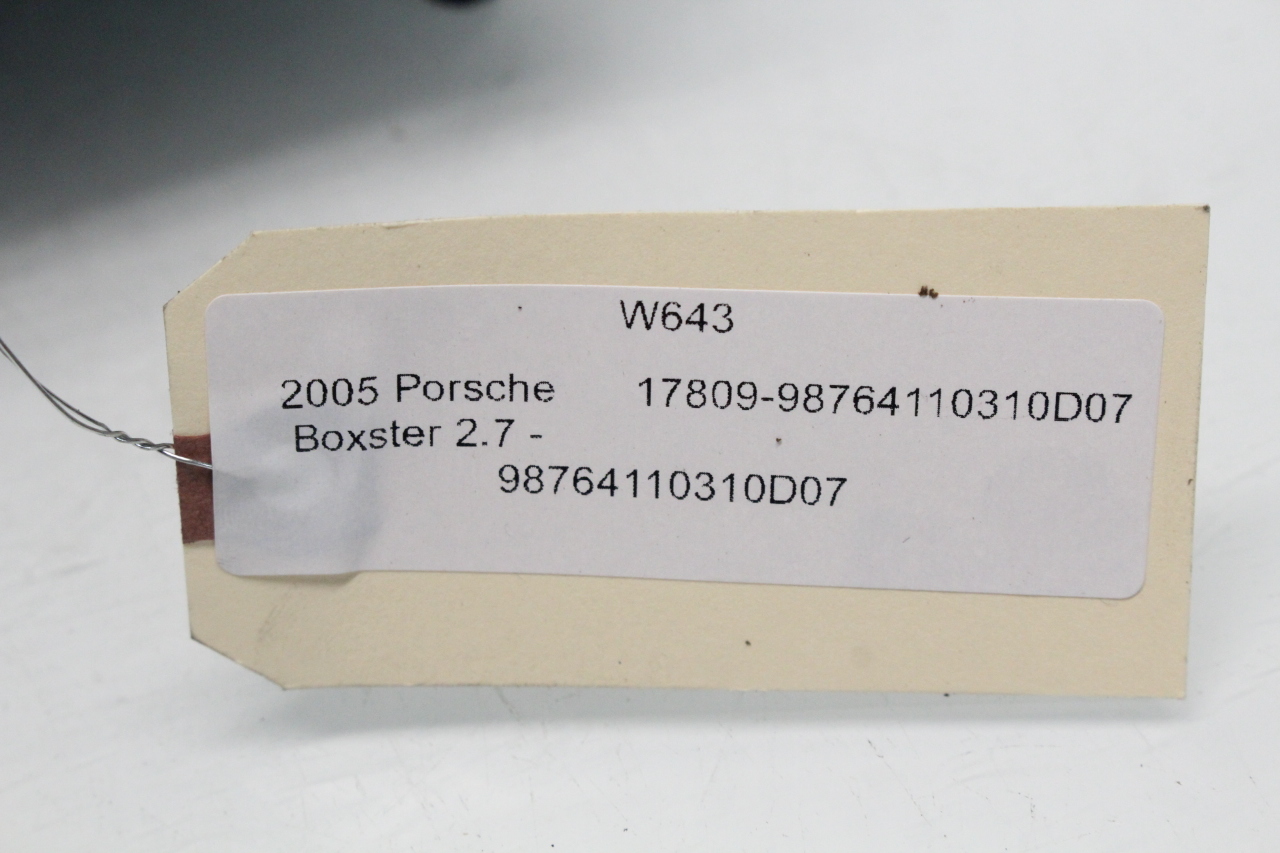 W643
2005 Porsche 17809-98764110310D07
Boxster 2.7 -
98764110310D07